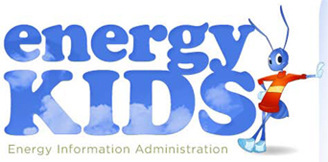 energy
KIDS
Energy Information Administration